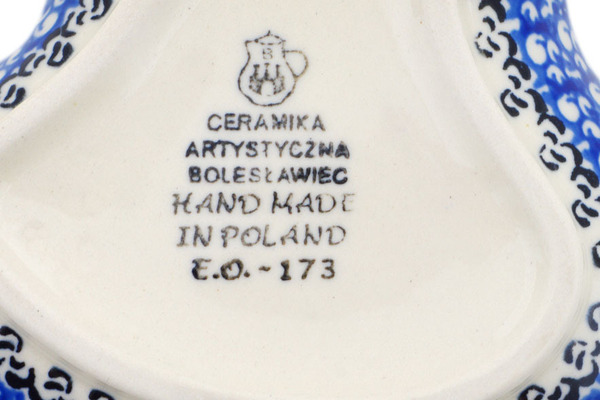 B
CERAMIKA
ARTYSTYCZNA
BOLESŁAWIEC
HAND MADE
IN POLAND
E.O.~173